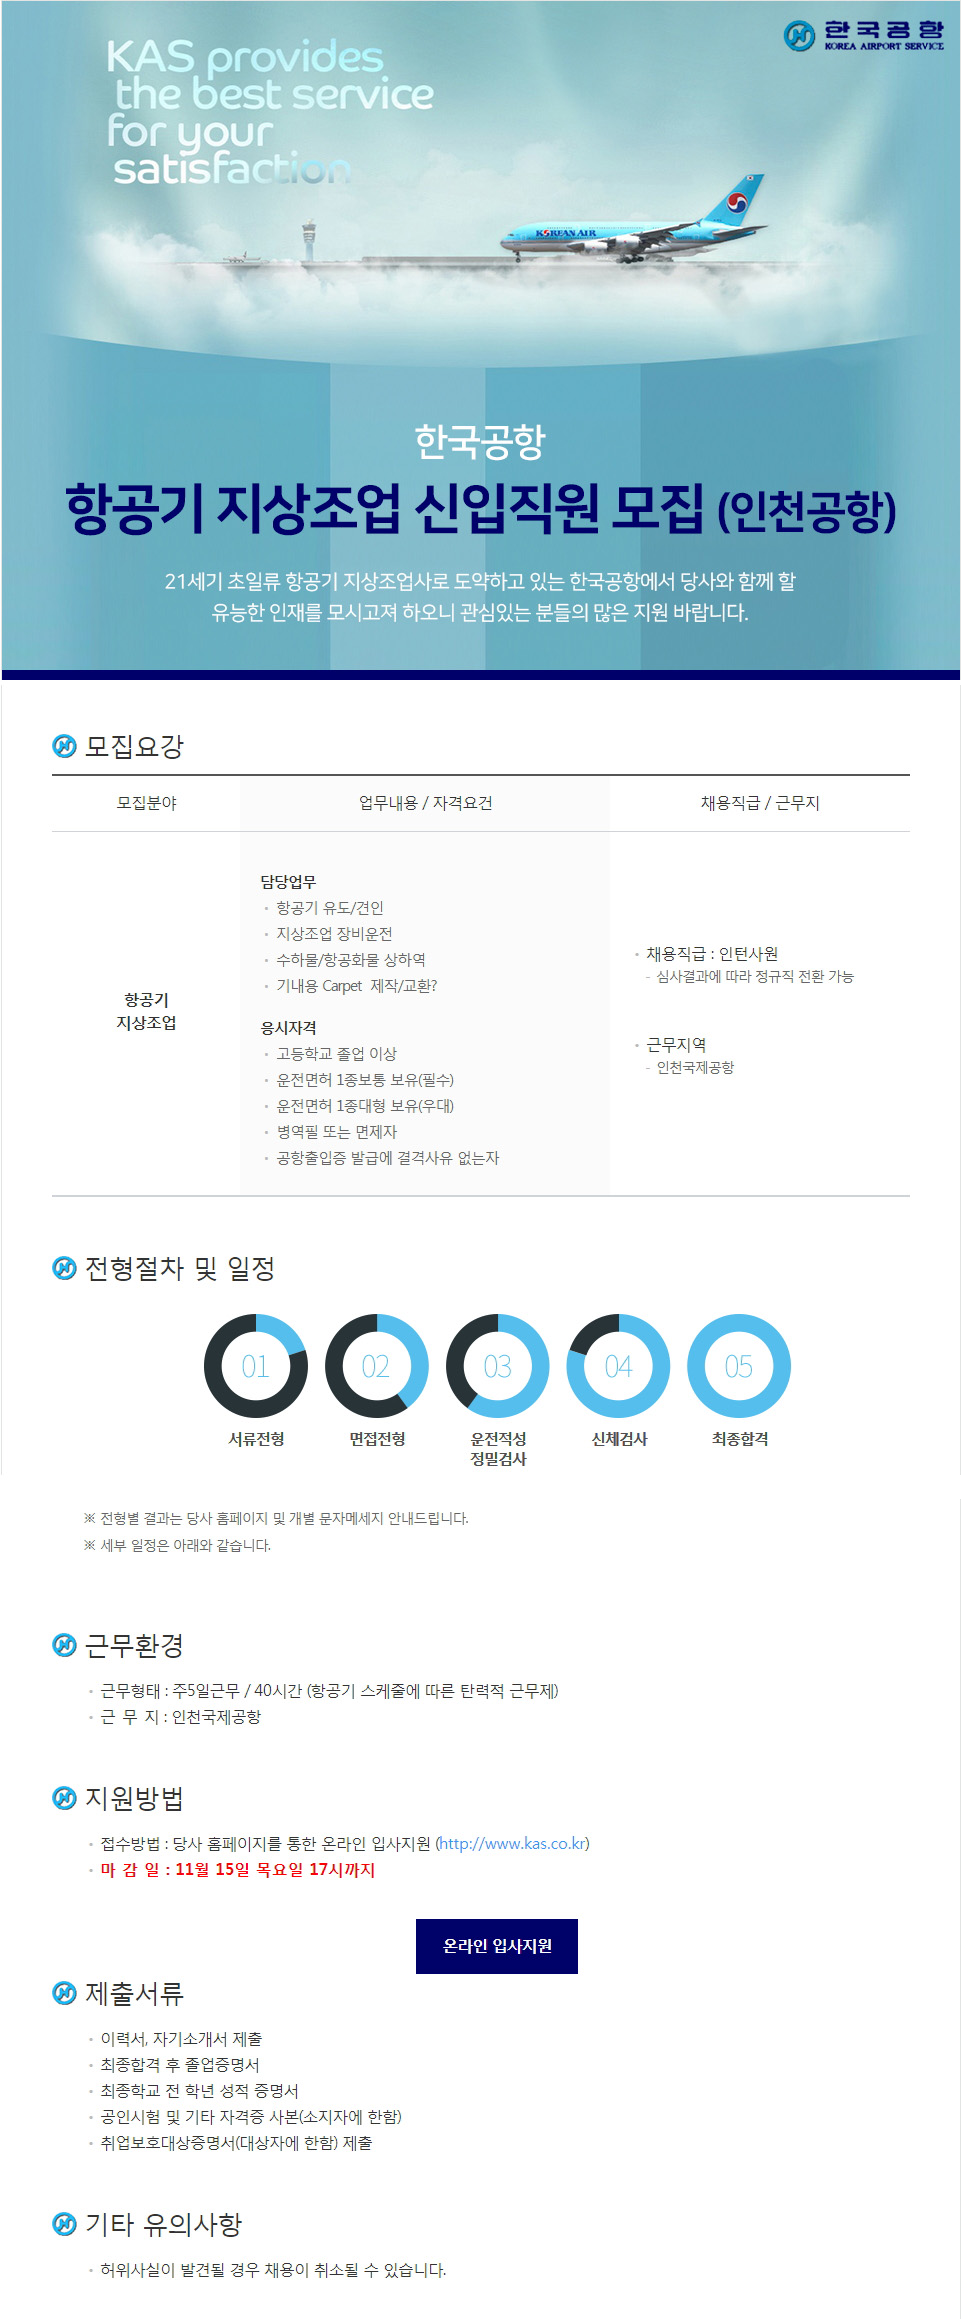 한국공항
KOREA AIRPORT SERVICE
KAS provides
the best service
for your
satisfaction
KOREAN AIR
한국공항
항공기 지상조업 신입직원 모집 (인천공항)
21세기 초일류 항공기 지상조업사로 도약하고 있는 한국공항에서 당사와 함께 할
유능한 인재를 모시고져 하오니 관심있는 분들의 많은 지원 바랍니다.
모집요강
모집분야 업무내용 / 자격요건 채용직급 / 근무지
항공기
지상조업
담당업무
· 항공기 유도/견인
· 지상조업 장비운전
· 수하물/항공화물 상하역
· 기내용 Carpet 제작/교환?
응시자격
· 고등학교 졸업 이상
· 운전면허 1종보통 보유(필수)
· 운전면허 1종대형 보유(우대)
· 병역필 또는 면제자
· 공항출입증 발급에 결격사유 없는자
· 채용직급 : 인턴사원
- 심사결과에 따라 정규직 전환 가능
· 근무지역
- 인천국제공항
전형절차 및 일정
01 02 03 04 05
서류전형 면접전형 운전적성 신체검사 최종합격
정밀검사
※ 전형별 결과는 당사 홈페이지 및 개별 문자메세지 안내드립니다.
※ 세부 일정은 아래와 같습니다.
근무환경
· 근무형태 : 주5일근무 / 40시간 (항공기 스케줄에 따른 탄력적 근무제)
· 근 무 지 : 인천국제공항
지원방법
· 접수방법 : 당사 홈페이지를 통한 온라인 입사지원 (http://www.kas.co.kr)
· 마 감 일 : 11월 15일 목요일 17시까지
온라인 입사지원
제출서류
· 이력서, 자기소개서 제출
· 최종합격 후 졸업증명서
· 최종학교 전 학년 성적 증명서
· 공인시험 및 기타 자격증 사본(소지자에 한함)
· 취업보호대상증명서(대상자에 한함) 제출
기타 유의사항
· 허위사실이 발견될 경우 채용이 취소될 수 있습니다.